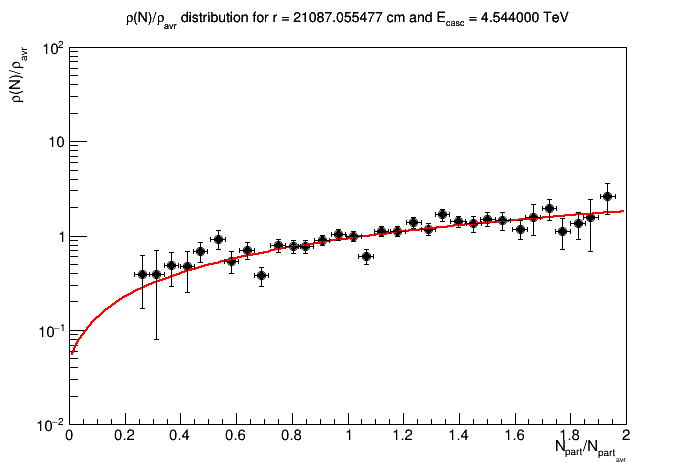 ρ(N)/ρ_avr distribution for r = 21087.055477 cm and E_casc = 4.544000 TeV
ρ(N)/ρ_avr
10²
10
1
10⁻¹
10⁻²
0 0.2 0.4 0.6 0.8 1 1.2 1.4 1.6 1.8 2
N_part/N_part_avr